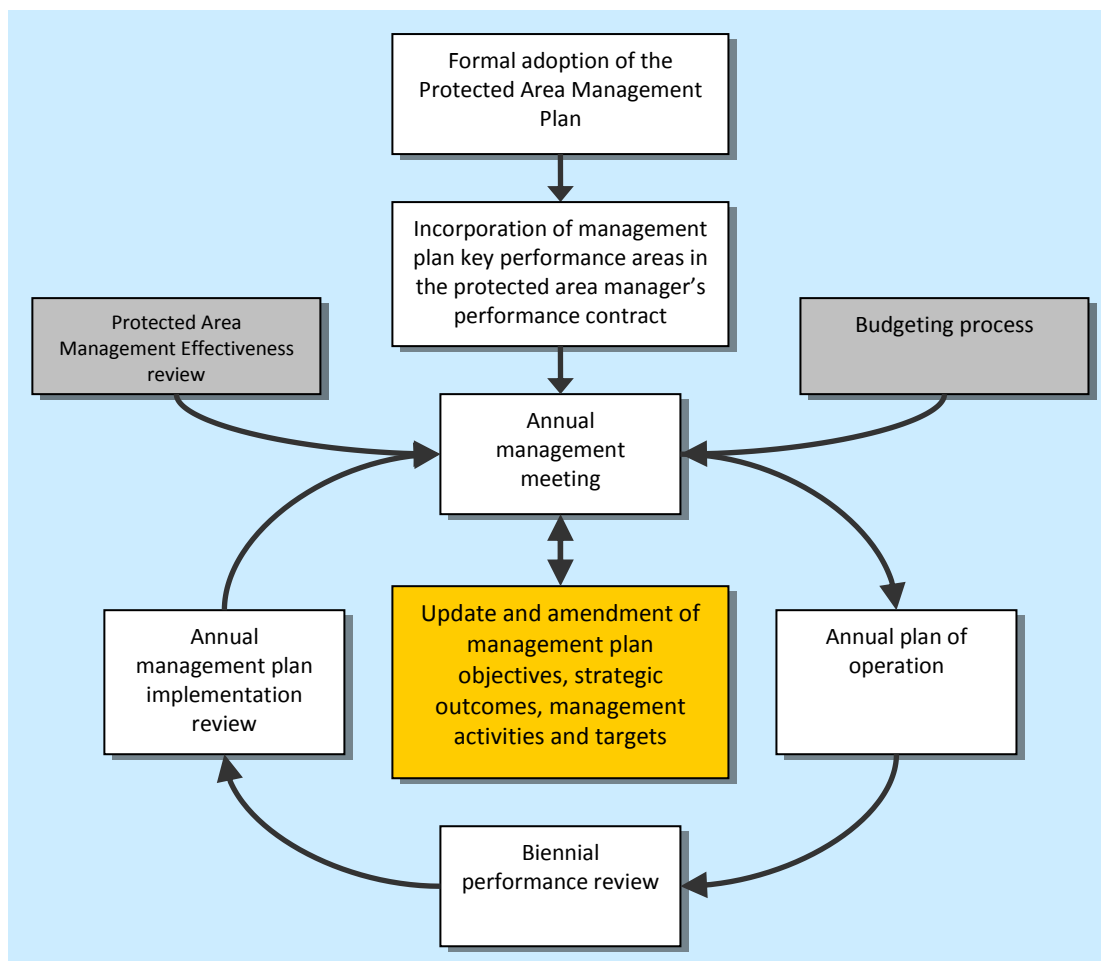 Formal adoption of the
Protected Area Management
Plan
Incorporation of management
plan key performance areas in
the protected area manager's
performance contract
Protected Area
Management Effectiveness
review
Budgeting process
Annual
management
meeting
Annual
management plan
implementation
review
Update and amendment of
management plan
objectives, strategic
outcomes, management
activities and targets
Annual plan of
operation
Biennial
performance review